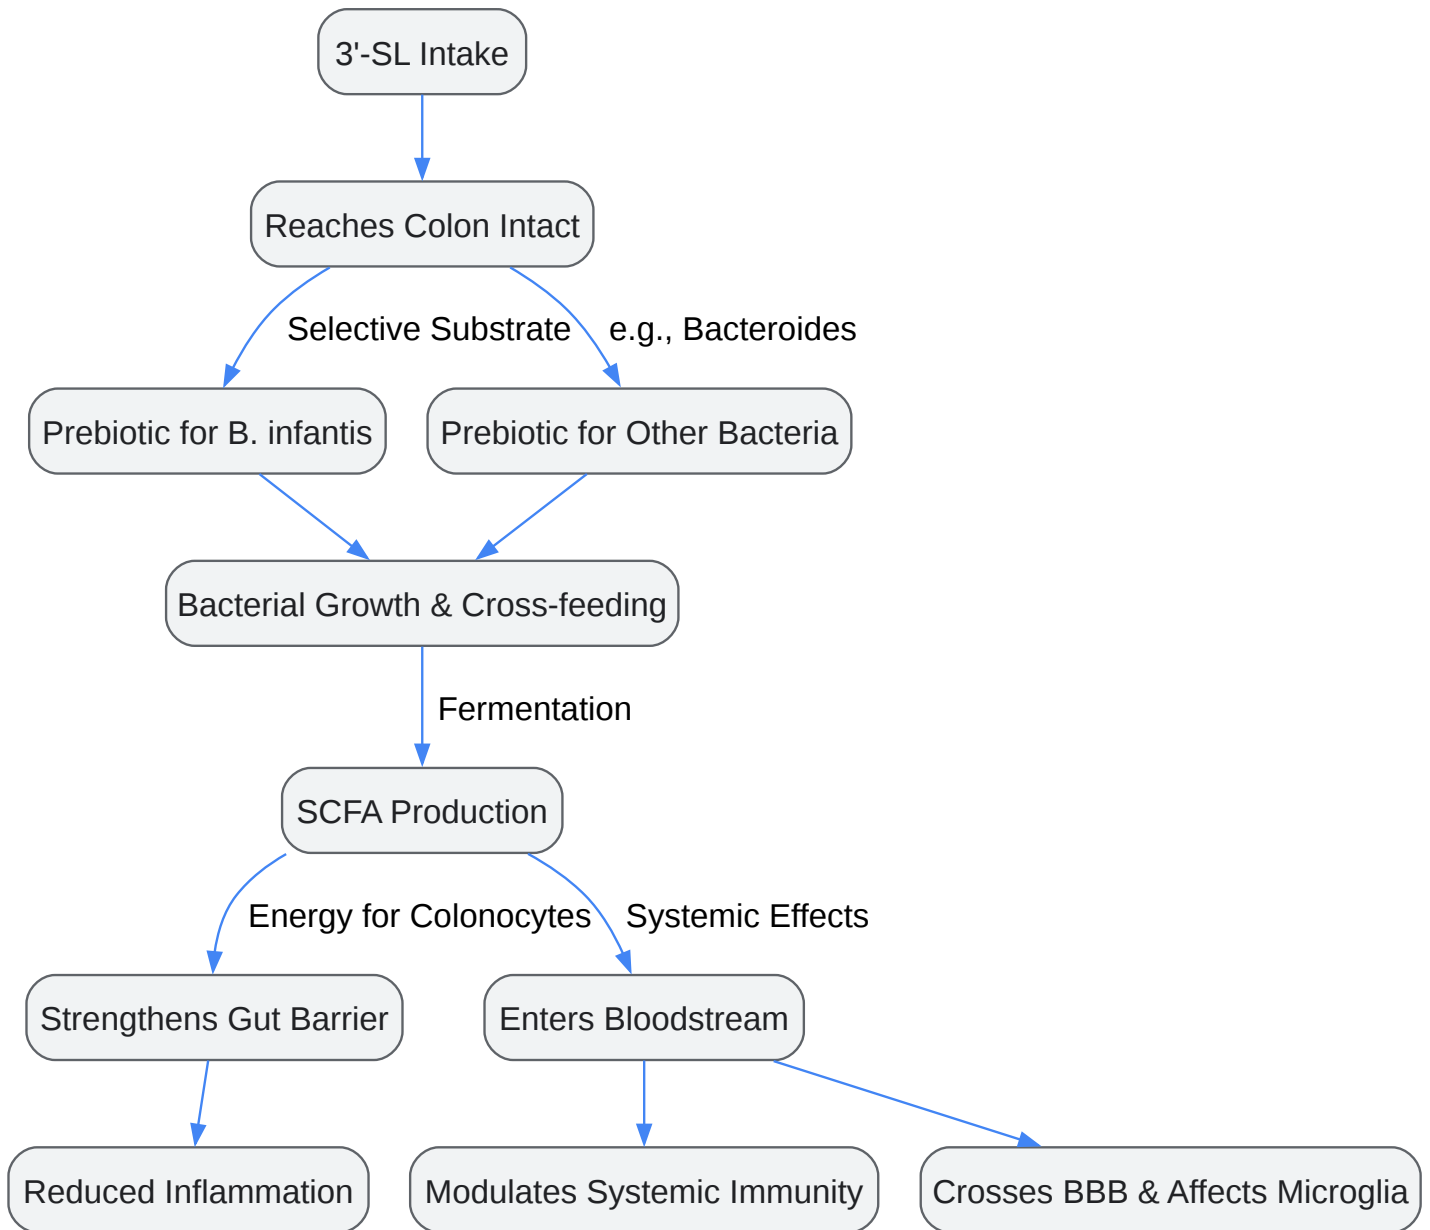 3'-SL Intake
Reaches Colon Intact
Selective Substrate
e.g., Bacteroides
Prebiotic for B. infantis
Prebiotic for Other Bacteria
Bacterial Growth & Cross-feeding
Fermentation
SCFA Production
Energy for Colonocytes
Systemic Effects
Strengthens Gut Barrier
Enters Bloodstream
Reduced Inflammation
Modulates Systemic Immunity
Crosses BBB & Affects Microglia